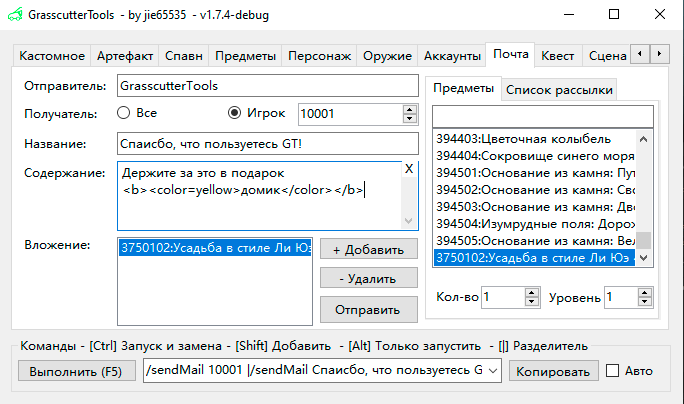 GrasscutterTools - by jie65535 - v1.7.4-debug
Кастомное Артефакт Спавн Предметы Персонаж Оружие Аккаунты Почта Квест Сцена
Отправитель: GrasscutterTools
Получатель: Все Игрок 10001
Название: Спаисбо, что пользуетесь GT!
Содержание: Держите за это в подарок X
<b><color=yellow>домик</color></b>
Вложение: 3750102:Усадьба в стиле Ли Юэ
+ Добавить
- Удалить
Отправить
Предметы Список рассылки
394403:Цветочная колыбель
394404:Сокровище синего моря
394501:Основание из камня: Пут
394502:Основание из камня: Сво
394503:Основание из камня: Дво
394504:Изумрудные поля: Дорож
394505:Основание из камня: Вел
3750102:Усадьба в стиле Ли Юэ -
Кол-во 1 Уровень 1
Команды - [Ctrl] Запуск и замена - [Shift] Добавить - [Alt] Только запустить - [|] Разделитель
Выполнить (F5) /sendMail 10001 |/sendMail Спаисбо, что пользуетесь G Копировать Авто